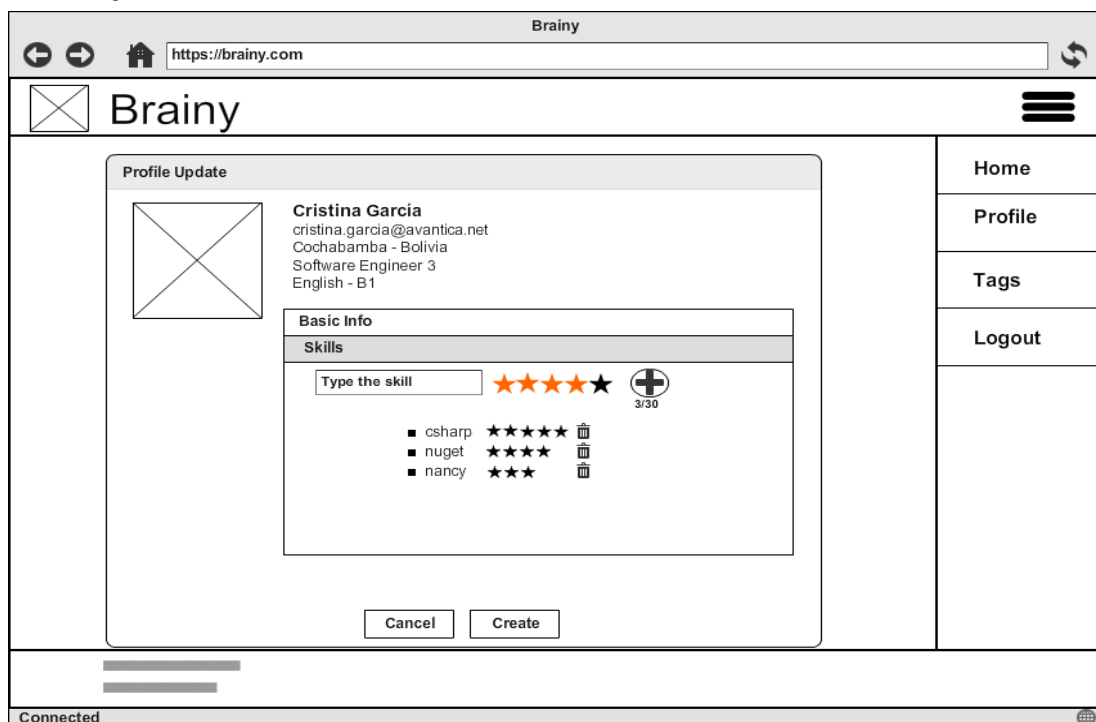 Brainy
https://brainy.com
Brainy
Profile Update
Cristina García
cristina.garcia@avantica.net
Cochabamba - Bolivia
Software Engineer 3
English - B1
Basic Info
Skills
Type the skill
3/30
csharp
nuget
nancy
Cancel
Create
Home
Profile
Tags
Logout
Connected